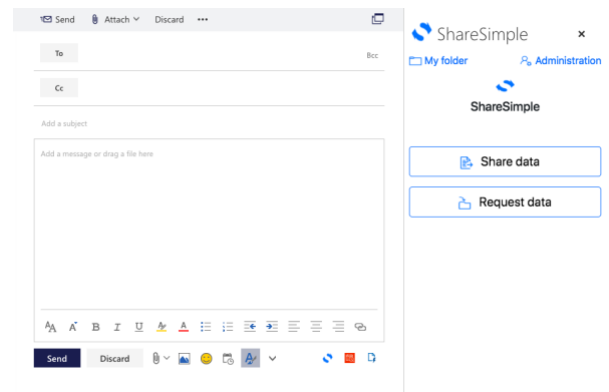 Send Attach Discard
To Bcc
Cc
Add a subject
Add a message or drag a file here
AA A B I U A A
Send Discard
ShareSimple ×
My folder Administration
ShareSimple
Share data
Request data